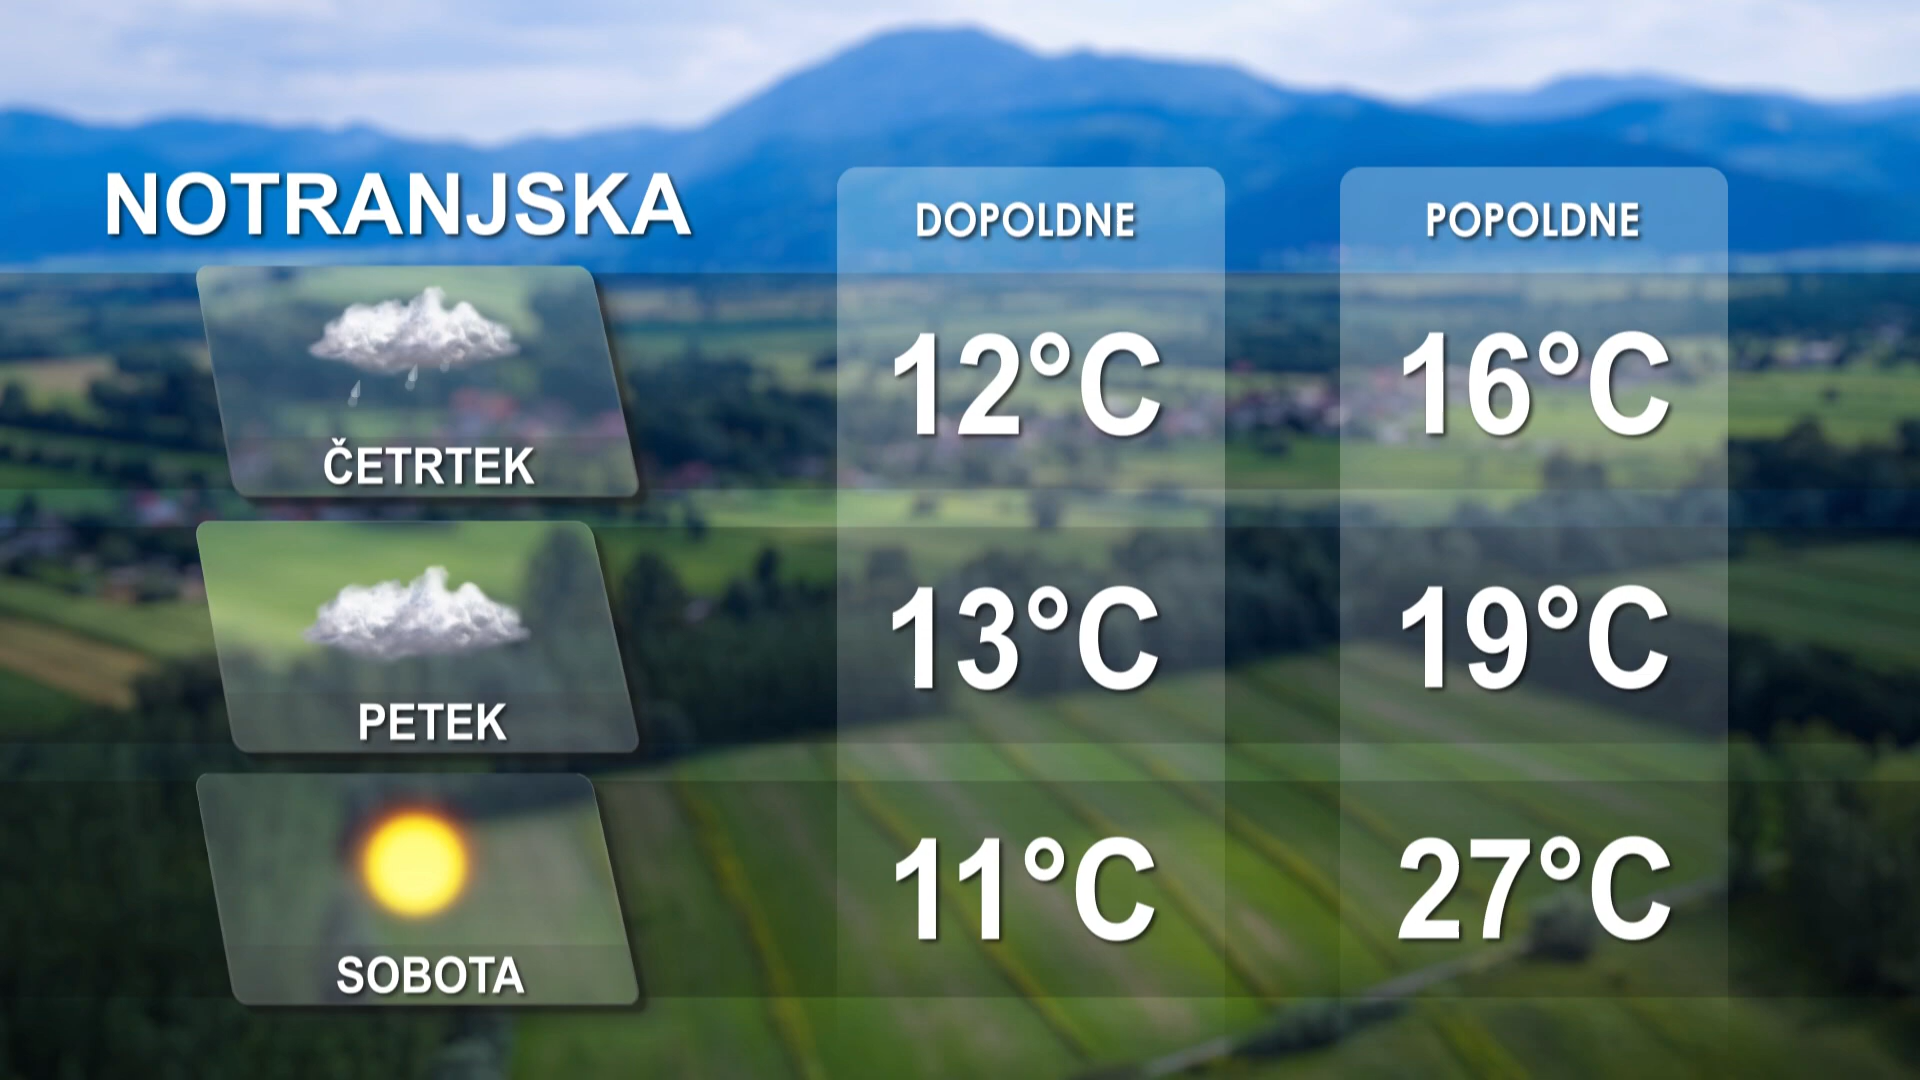 NOTRANJSKA
DOPOLDNE POPOLDNE
12°C 16°C
ČETRTEK
13°C 19°C
PETEK
11°C 27°C
SOBOTA